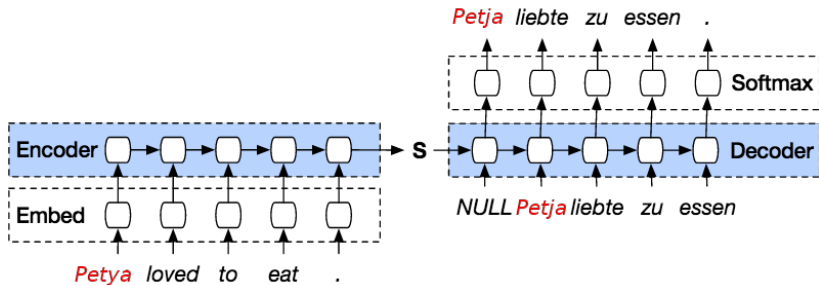 Petja liebte zu essen .
Softmax
Encoder
S
Decoder
Embed
NULL Petja liebte zu essen
Petya loved to eat .